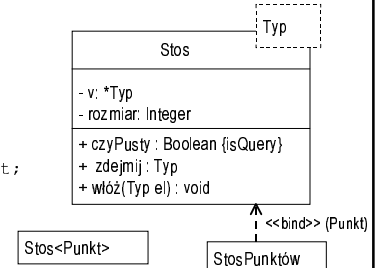 Typ
Stos
- v: *Typ
- rozmiar: Integer
+ czyPusty : Boolean {isQuery}
+ zdejmij : Typ
+ włóż(Typ el) : void
t;
<<bind>> (Punkt)
Stos<Punkt>
StosPunktów